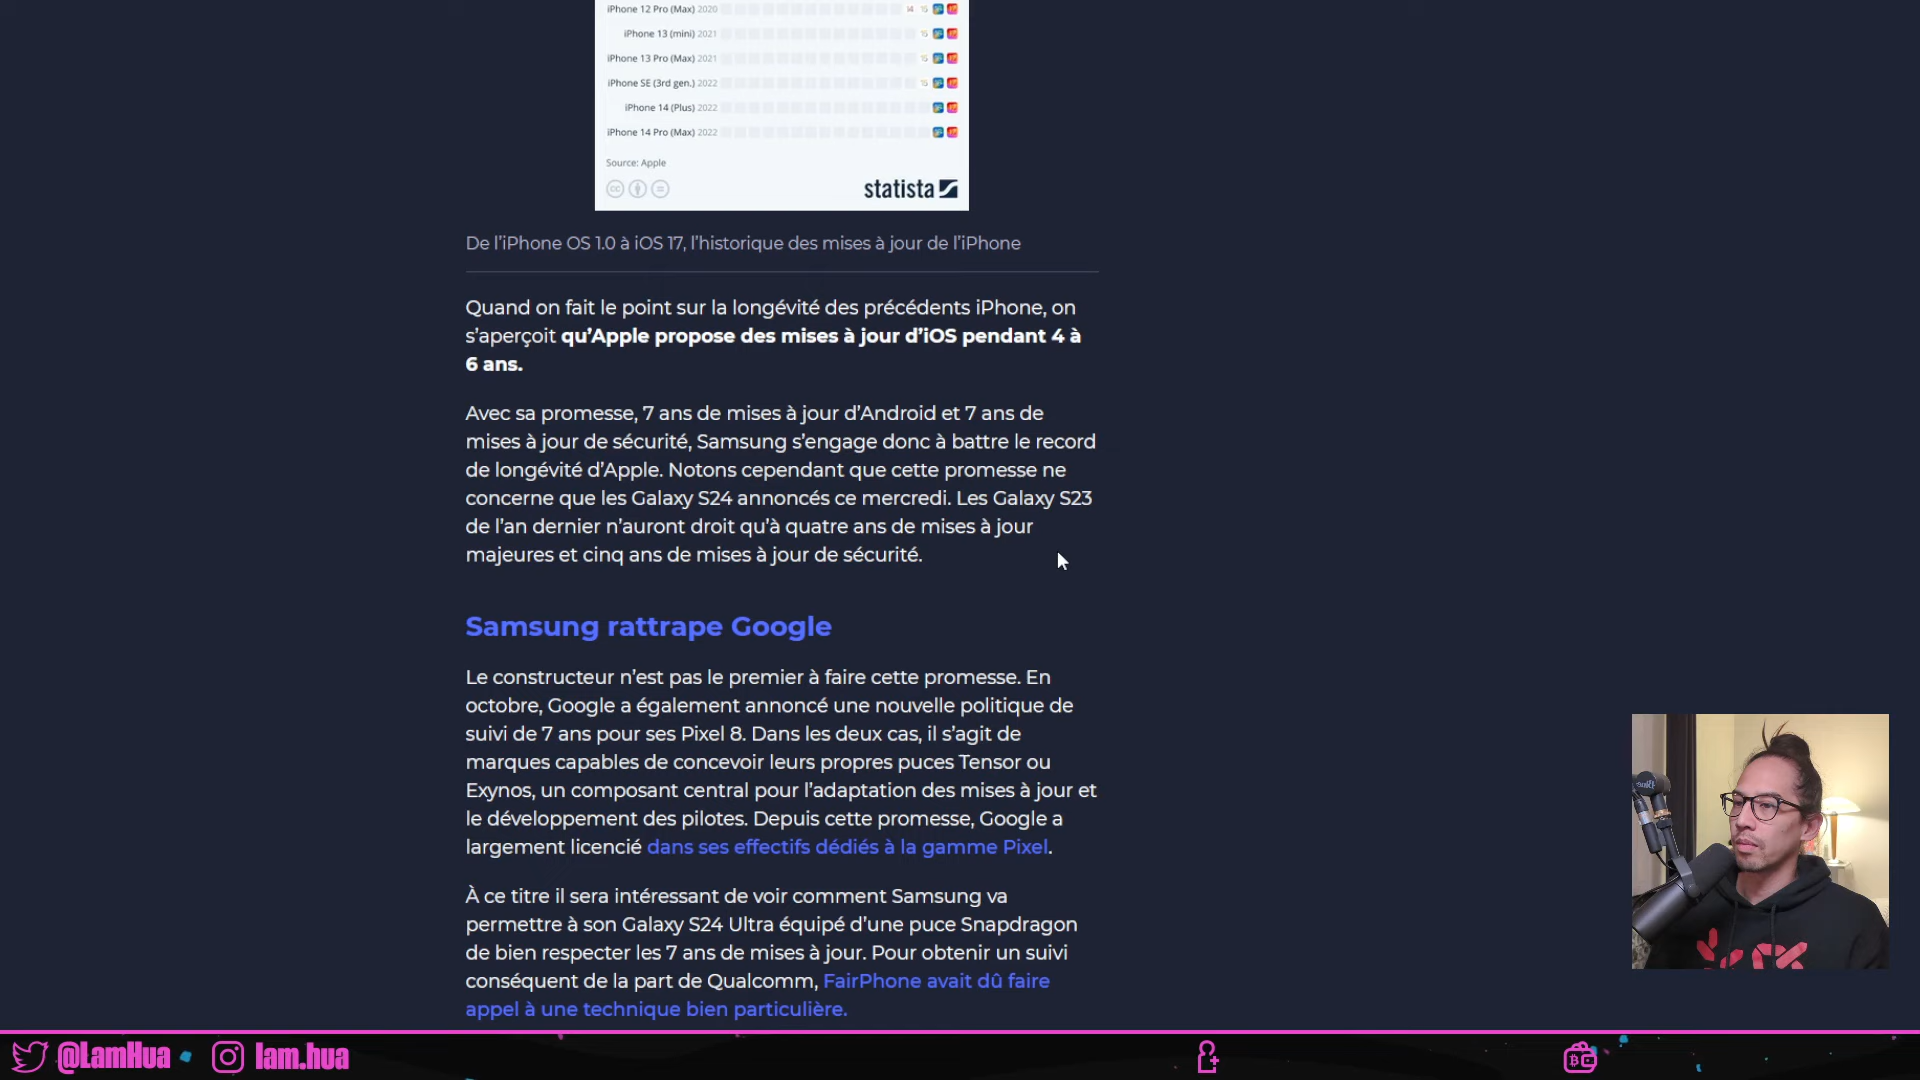 iPhone 12 Pro (Max) 2020 14 15
iPhone 13 (mini) 2021 15
iPhone 13 Pro (Max) 2021 15
iPhone SE (3rd gen.) 2022 15
iPhone 14 (Plus) 2022
iPhone 14 Pro (Max) 2022
Source: Apple
statista
De l’iPhone OS 1.0 à iOS 17, l’historique des mises à jour de l’iPhone
Quand on fait le point sur la longévité des précédents iPhone, on
s’aperçoit qu’Apple propose des mises à jour d’iOS pendant 4 à
6 ans.
Avec sa promesse, 7 ans de mises à jour d’Android et 7 ans de
mises à jour de sécurité, Samsung s’engage donc à battre le record
de longévité d’Apple. Notons cependant que cette promesse ne
concerne que les Galaxy S24 annoncés ce mercredi. Les Galaxy S23
de l’an dernier n’auront droit qu’à quatre ans de mises à jour
majeures et cinq ans de mises à jour de sécurité.
Samsung rattrape Google
Le constructeur n’est pas le premier à faire cette promesse. En
octobre, Google a également annoncé une nouvelle politique de
suivi de 7 ans pour ses Pixel 8. Dans les deux cas, il s’agit de
marques capables de concevoir leurs propres puces Tensor ou
Exynos, un composant central pour l’adaptation des mises à jour et
le développement des pilotes. Depuis cette promesse, Google a
largement licencié dans ses effectifs dédiés à la gamme Pixel.
À ce titre il sera intéressant de voir comment Samsung va
permettre à son Galaxy S24 Ultra équipé d’une puce Snapdragon
de bien respecter les 7 ans de mises à jour. Pour obtenir un suivi
conséquent de la part de Qualcomm, FairPhone avait dû faire
appel à une technique bien particulière.
@LamHua
lam.hua